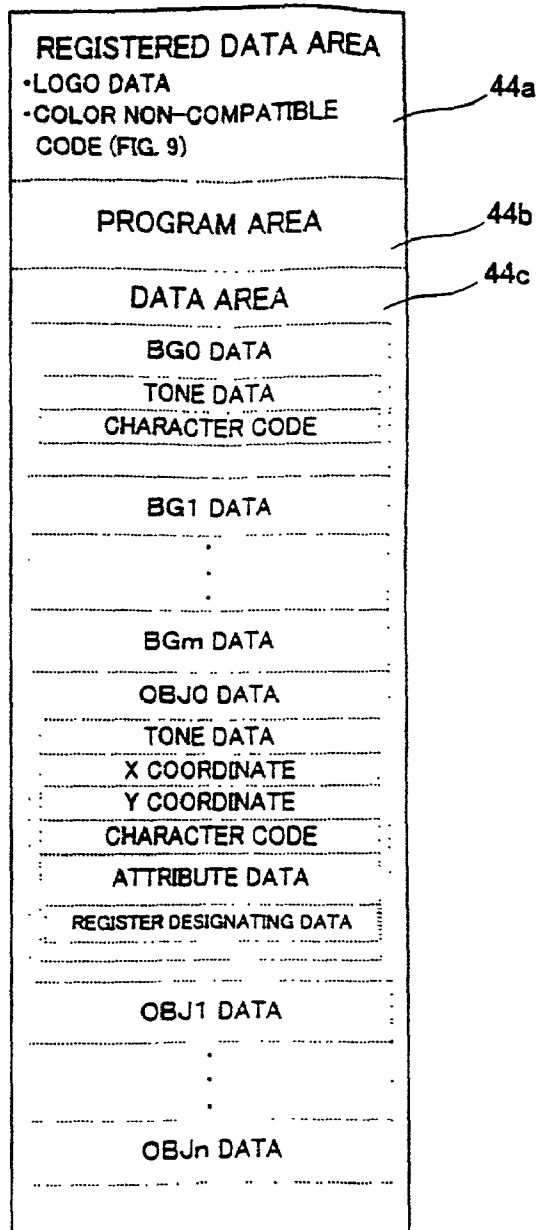 REGISTERED DATA AREA
·LOGO DATA
·COLOR NON-COMPATIBLE
CODE (FIG. 9)
44a
PROGRAM AREA
44b
44c
DATA AREA
BG0 DATA
TONE DATA
CHARACTER CODE
BG1 DATA
BGm DATA
OBJ0 DATA
TONE DATA
X COORDINATE
Y COORDINATE
CHARACTER CODE
ATTRIBUTE DATA
REGISTER DESIGNATING DATA
OBJ1 DATA
OBJn DATA